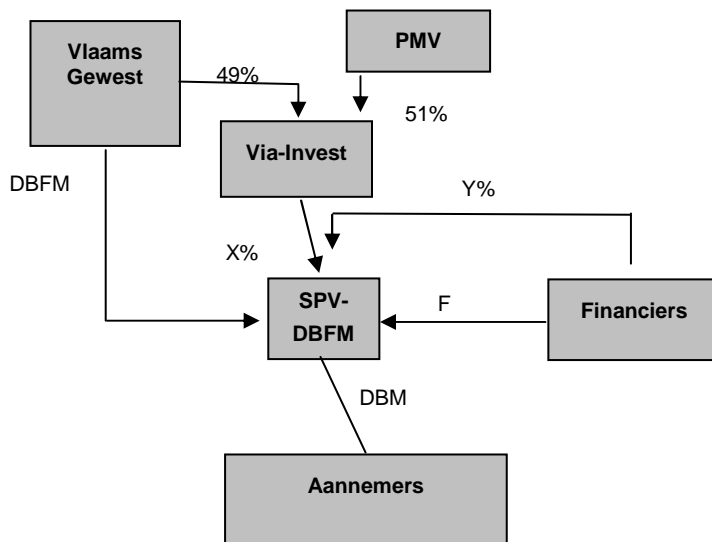 PMV
Vlaams
Gewest
49%
51%
Via-Invest
DBFM
Y%
X%
SPV-
DBFM
F
Financiers
DBM
Aannemers